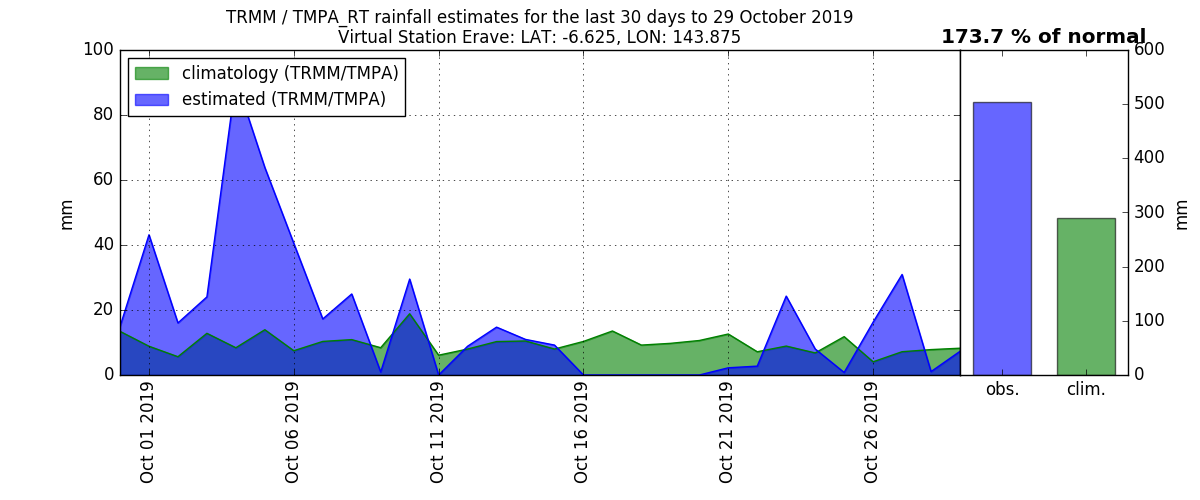 TRMM / TMPA_RT rainfall estimates for the last 30 days to 29 October 2019
Virtual Station Erave: LAT: -6.625, LON: 143.875
173.7 % of normal
climatology (TRMM/TMPA)
estimated (TRMM/TMPA)
100
80
60
40
20
0
mm
Oct 01 2019
Oct 06 2019
Oct 11 2019
Oct 16 2019
Oct 21 2019
Oct 26 2019
600
500
400
300
200
100
0
mm
obs.
clim.